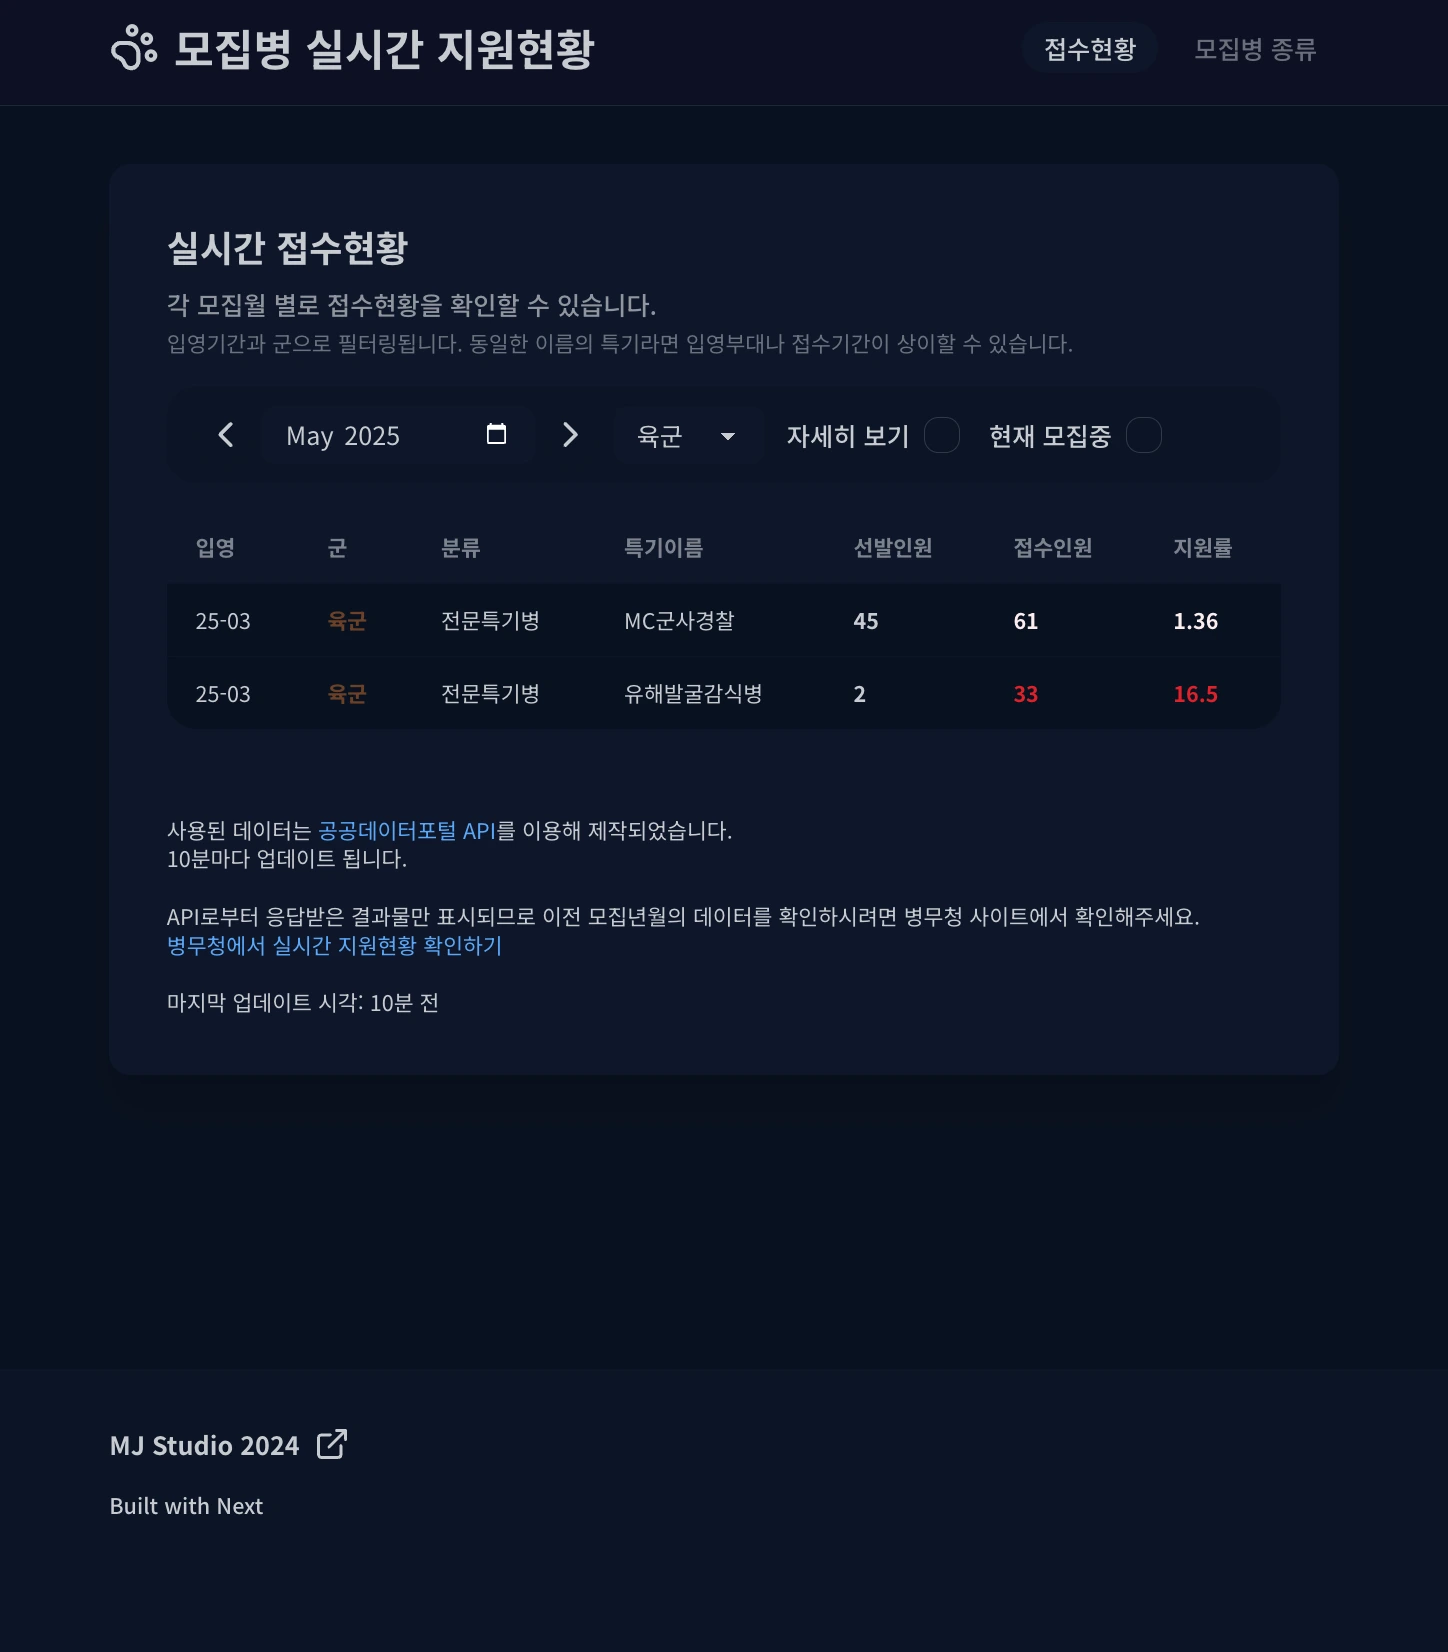 모집병 실시간 지원현황
접수현황 모집병 종류
실시간 접수현황
각 모집월 별로 접수현황을 확인할 수 있습니다.
입영기간과 군으로 필터링됩니다. 동일한 이름의 특기라면 입영부대나 접수기간이 상이할 수 있습니다.
May 2025 육군 자세히 보기 현재 모집중
입영 군 분류 특기이름 선발인원 접수인원 지원률
25-03 육군 전문특기병 MC군사경찰 45 61 1.36
25-03 육군 전문특기병 유해발굴감식병 2 33 16.5
사용된 데이터는 공공데이터포털 API를 이용해 제작되었습니다.
10분마다 업데이트 됩니다.
API로부터 응답받은 결과물만 표시되므로 이전 모집년월의 데이터를 확인하시려면 병무청 사이트에서 확인해주세요.
병무청에서 실시간 지원현황 확인하기
마지막 업데이트 시각: 10분 전
MJ Studio 2024
Built with Next